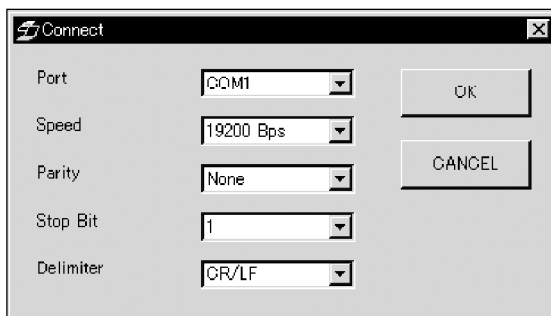 Connect
Port COM1 OK
Speed 19200 Bps
Parity None CANCEL
Stop Bit 1
Delimiter CR/LF